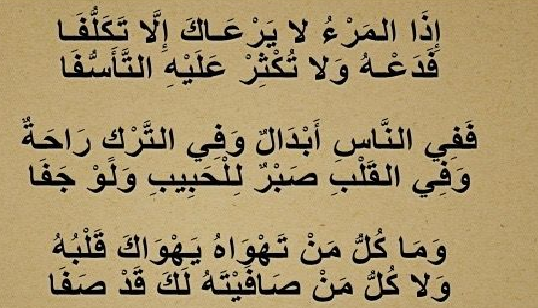 إِذَا المَرْءُ لا يَرْعَاكَ إِلَّا تَكَلُّفَا
فَدَعْهُ وَلا تُكْثِرْ عَلَيْهِ التَّأَسُّفَا
فَفِي النَّاسِ أَبْدَالٌ وَفِي التَّرْكِ رَاحَةٌ
وَفِي القَلْبِ صَبْرٌ لِلْحَبِيبِ وَلَوْ جَفَا
وَمَا كُلُّ مَنْ تَهْوَاهُ يَهْوَاكَ قَلْبُهُ
وَلا كُلُّ مَنْ صَافَيْتَهُ لَكَ قَدْ صَفَا